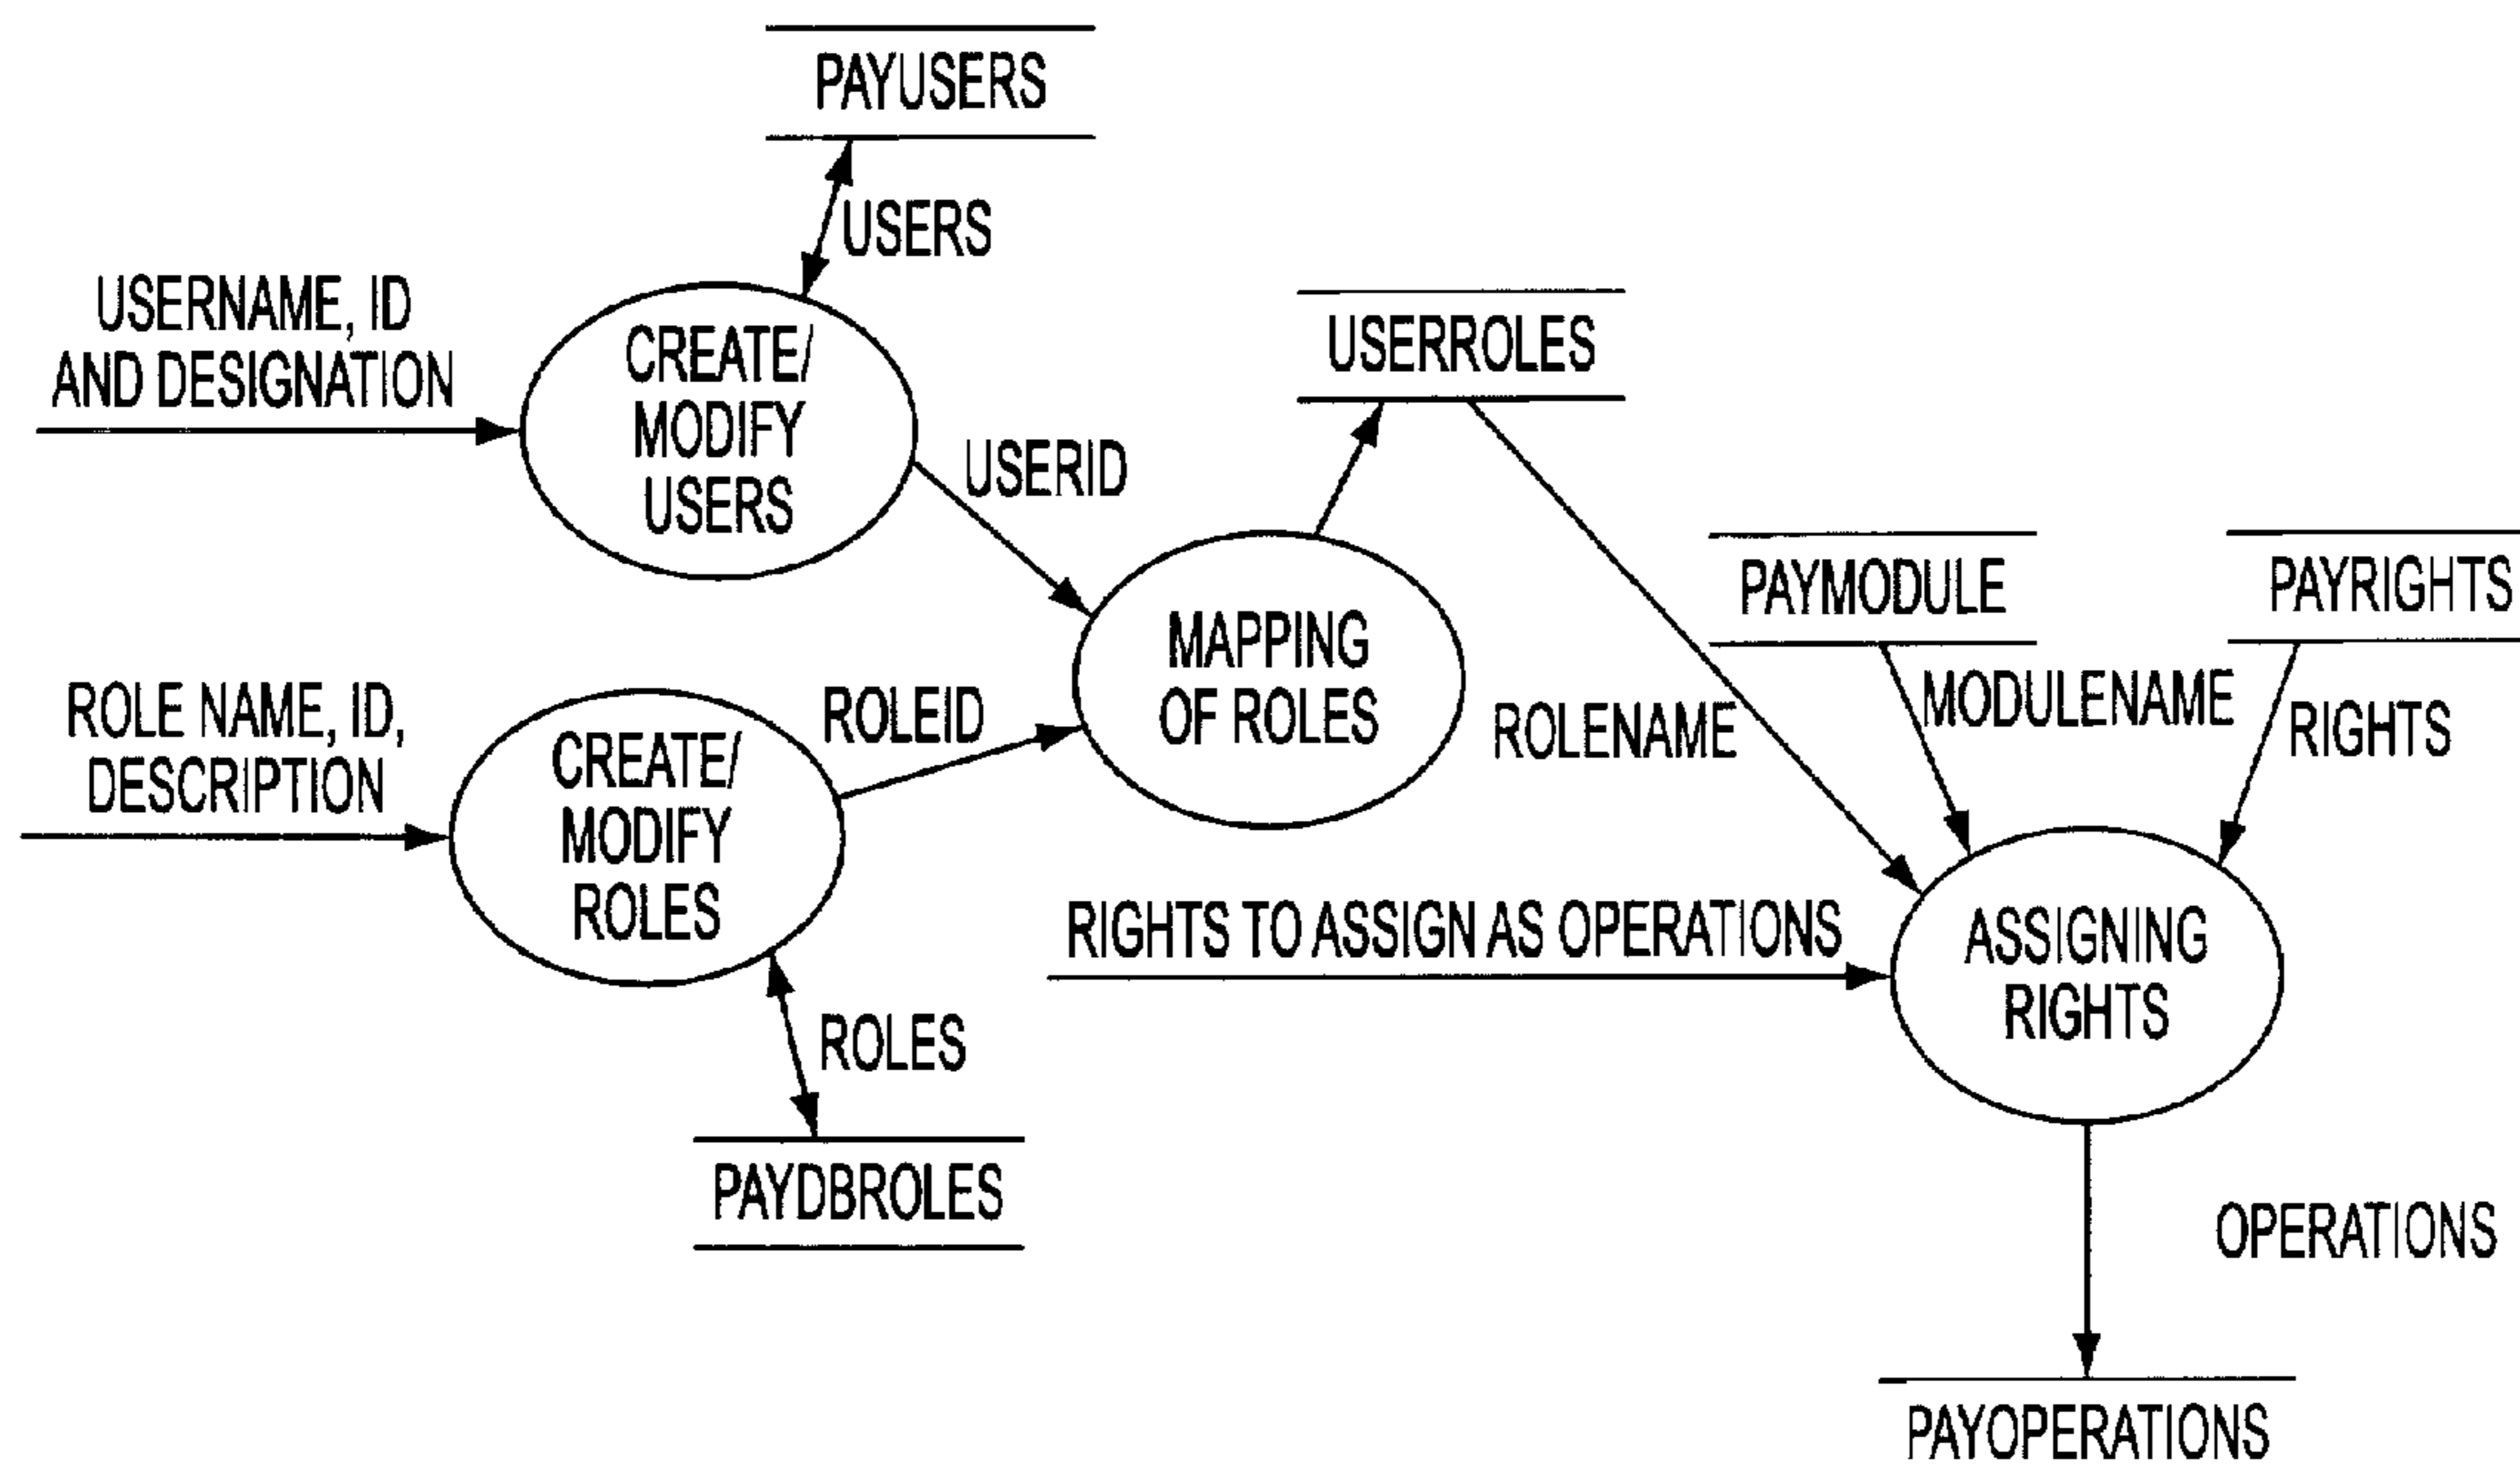 PAYUSERS
USERS
USERNAME, ID
AND DESIGNATION
CREATE/
MODIFY
USERS
USERROLES
USERID
PAYMODULE
PAYRIGHTS
MAPPING
OF ROLES
ROLE NAME, ID,
DESCRIPTION
ROLEID
ROLENAME
MODULENAME
RIGHTS
CREATE/
MODIFY
ROLES
RIGHTS TO ASSIGN AS OPERATIONS
ASSIGNING
RIGHTS
ROLES
PAYDBROLES
OPERATIONS
PAYOPERATIONS